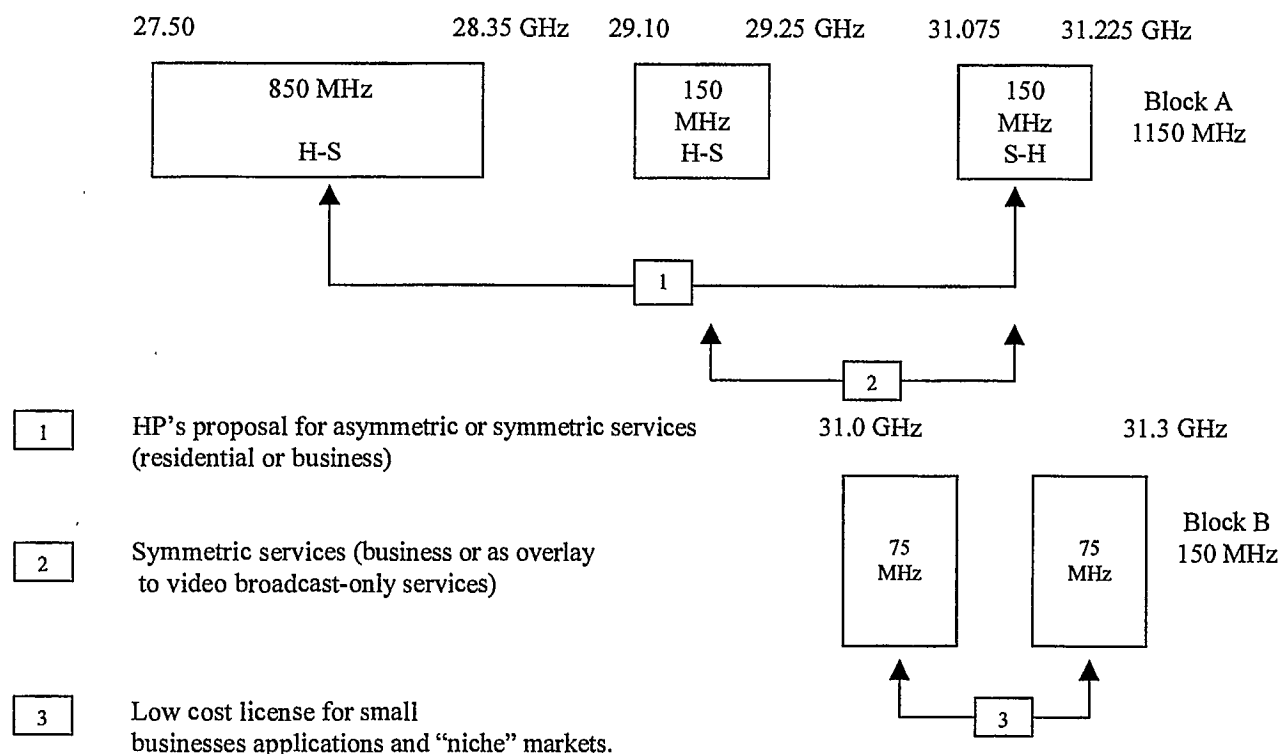 27.50 28.35 GHz 29.10 29.25 GHz 31.075 31.225 GHz
850 MHz
H-S
150
MHz
H-S
150
MHz
S-H
Block A
1150 MHz
1
2
1 HP's proposal for asymmetric or symmetric services
(residential or business)
31.0 GHz 31.3 GHz
2 Symmetric services (business or as overlay
to video broadcast-only services)
75
MHz
75
MHz
Block B
150 MHz
3
3 Low cost license for small
businesses applications and “niche” markets.